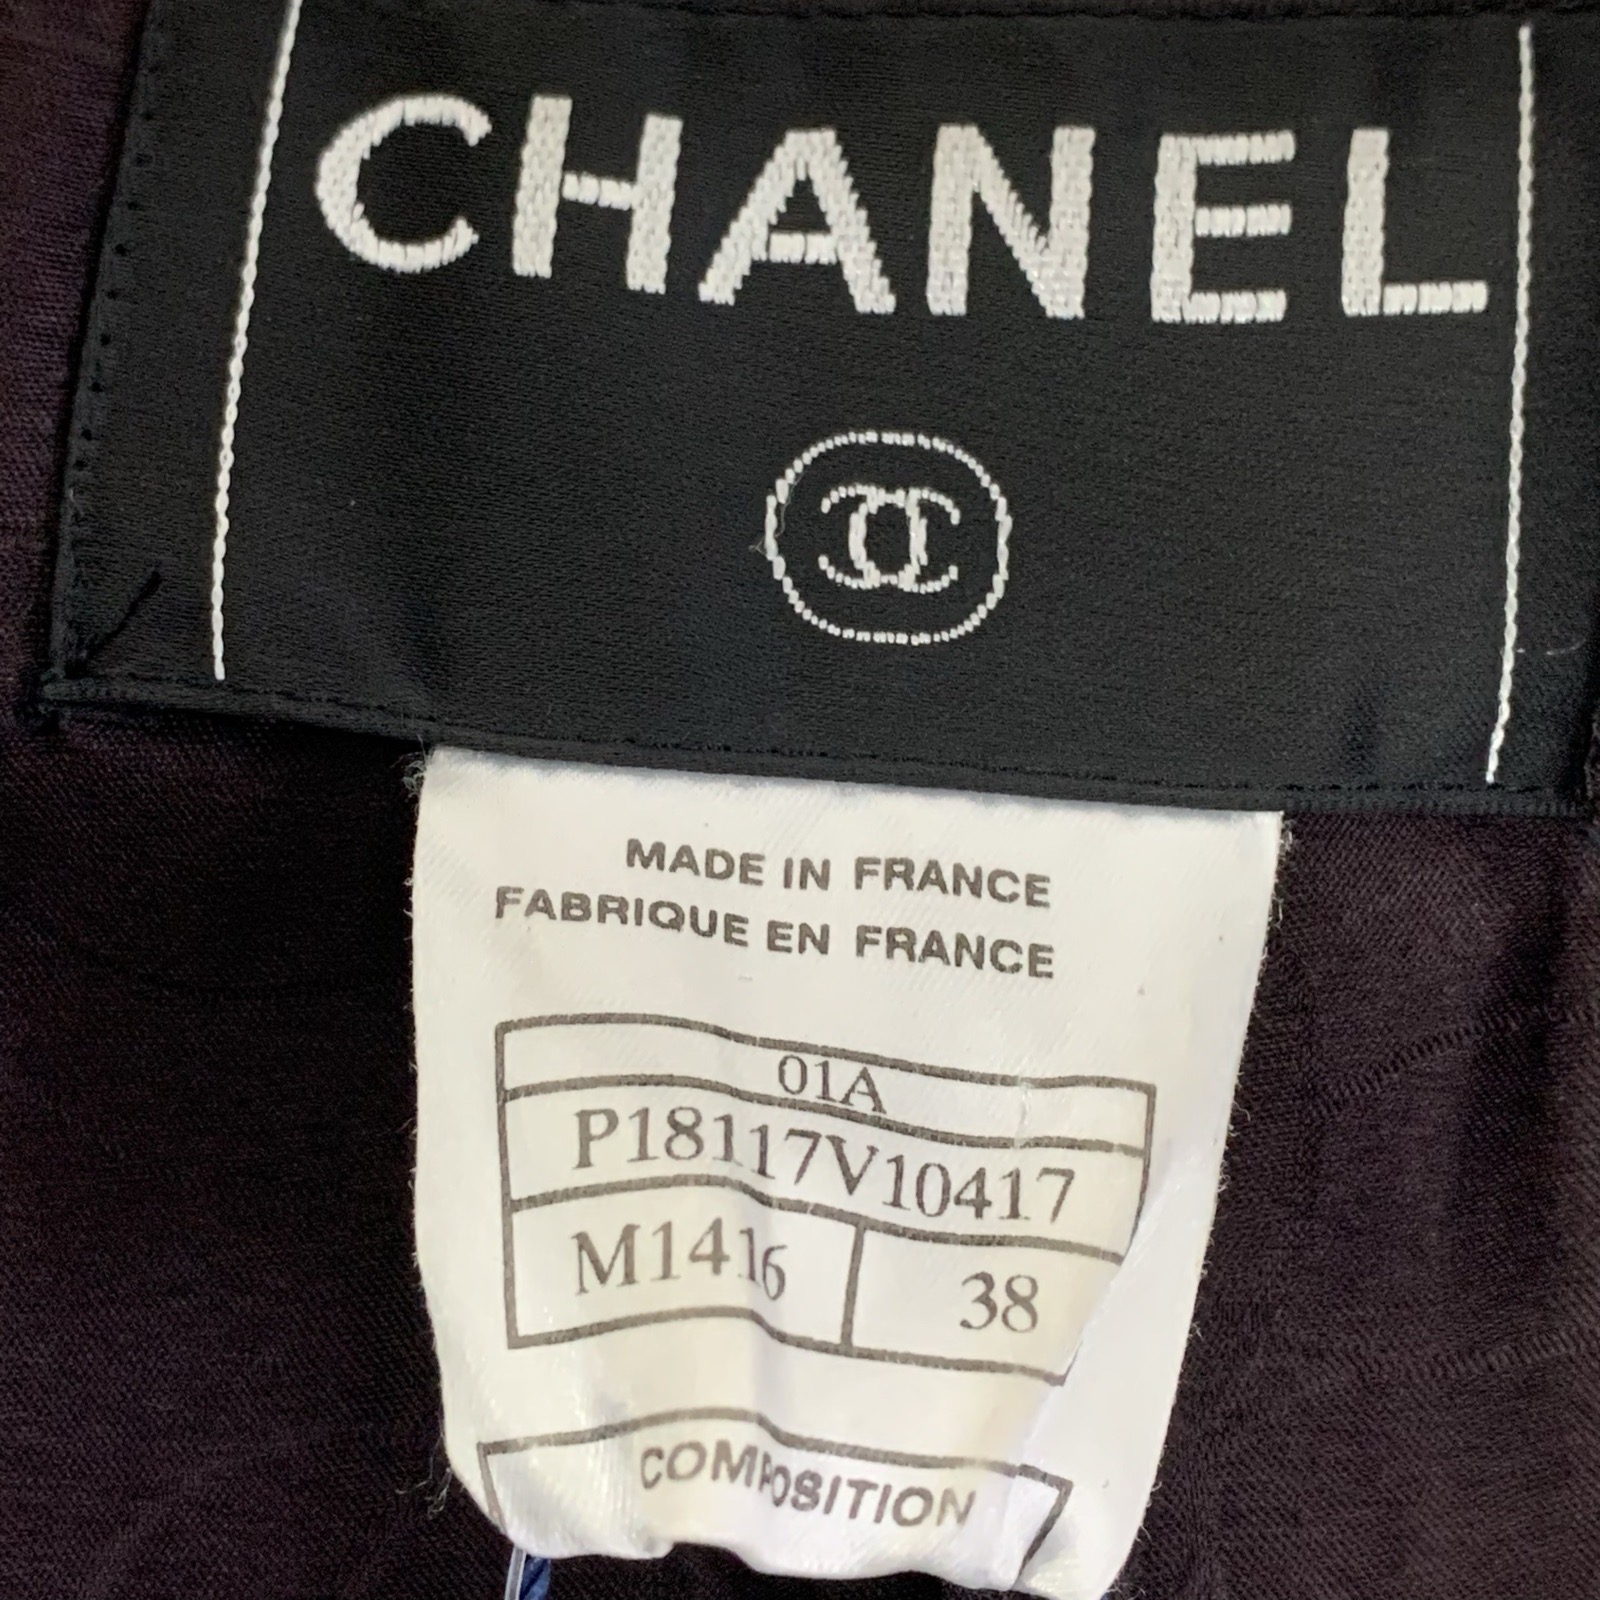 CHANEL
MADE IN FRANCE
FABRIQUE EN FRANCE
01A
P18117V10417
M1416 38
COMPOSITION